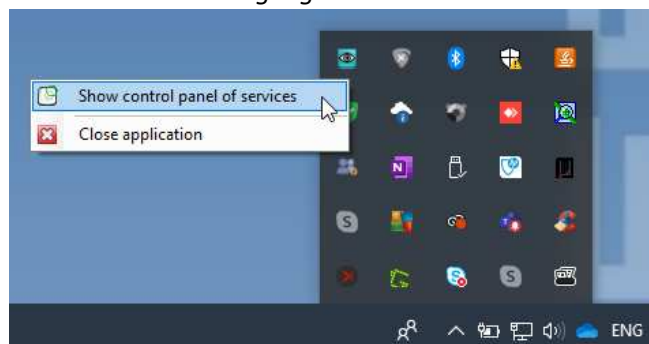 Show control panel of services
Close application
ENG